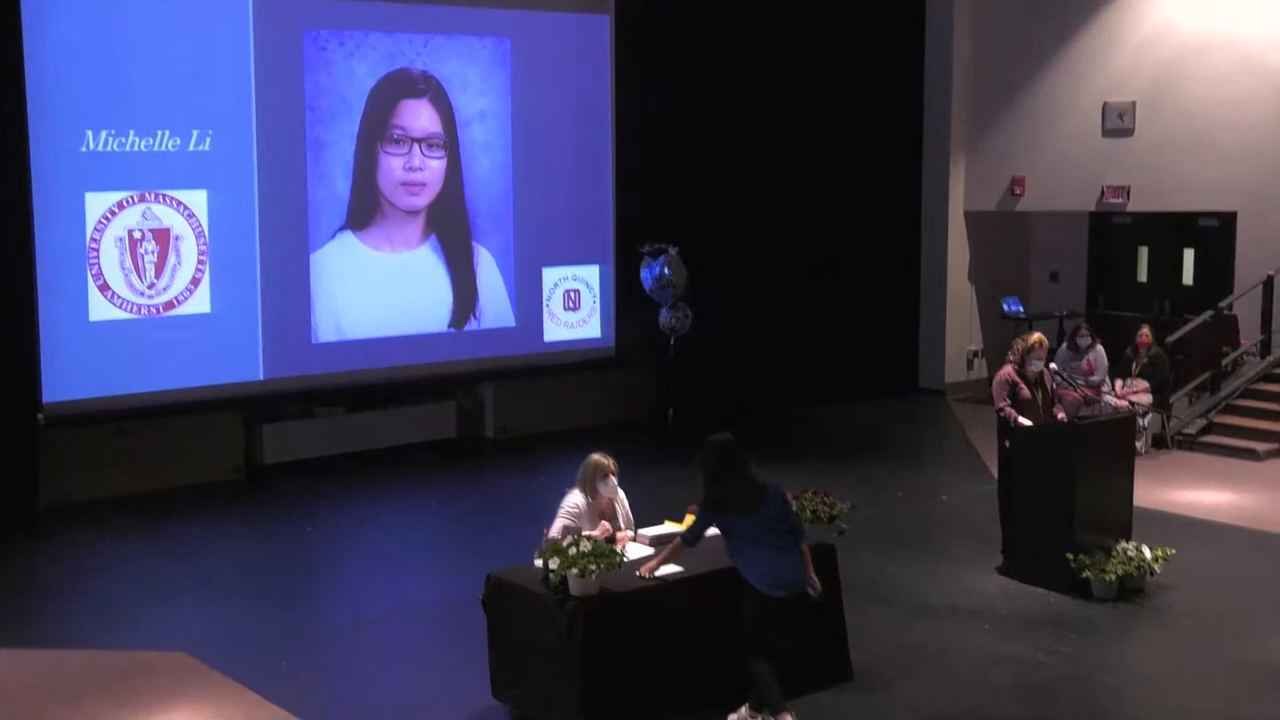 Michelle Li
UNIVERSITY OF MASSACHUSETTS
AMHERST 1863
NORTH QUINCY
N
RED RAIDERS